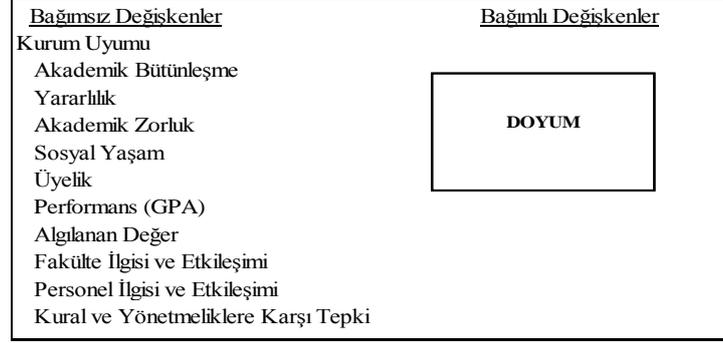 Bağımsız Değişkenler
Bağımlı Değişkenler
Kurum Uyumu
Akademik Bütünleşme
Yararlılık
Akademik Zorluk
DOYUM
Sosyal Yaşam
Üyelik
Performans (GPA)
Algılanan Değer
Fakülte İlgisi ve Etkileşimi
Personel İlgisi ve Etkileşimi
Kural ve Yönetmeliklere Karşı Tepki